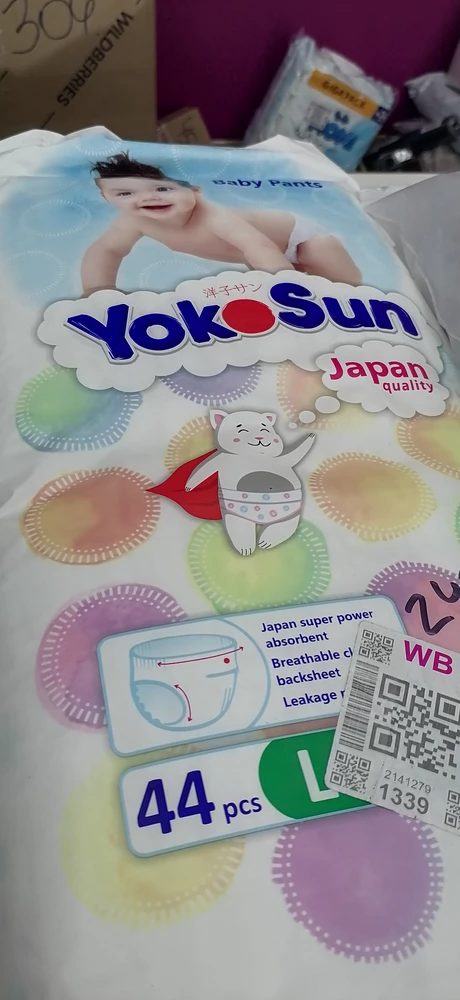 304
WILDBERRIES
Baby Pants
洋子サン
YokoSun
Japan
quality
Japan super power
absorbent
Breathable
backsheet
Leakage
WB
2141279
1339
44 pcs
L